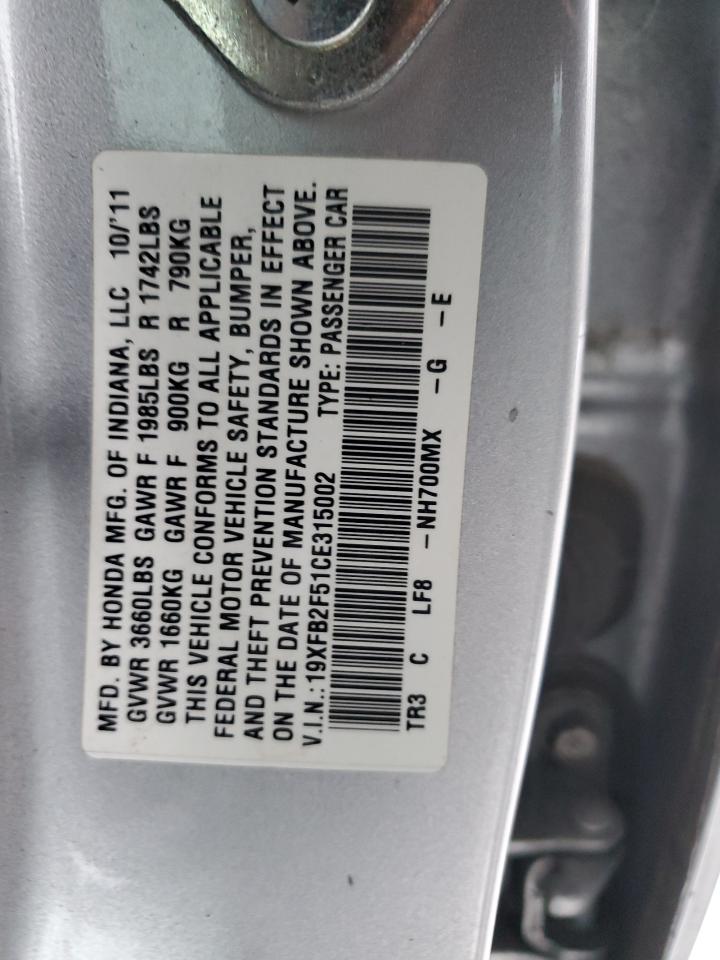 MFD. BY HONDA MFG. OF INDIANA, LLC 10/'11
GVWR 3660LBS GAWR F 1985LBS R 1742LBS
GVWR 1660KG GAWR F 900KG R 790KG
THIS VEHICLE CONFORMS TO ALL APPLICABLE
FEDERAL MOTOR VEHICLE SAFETY, BUMPER,
AND THEFT PREVENTION STANDARDS IN EFFECT
ON THE DATE OF MANUFACTURE SHOWN ABOVE.
V.I.N.:19XFB2F51CE315002 TYPE: PASSENGER CAR
TR3 C LF8 -NH700MX -G -E